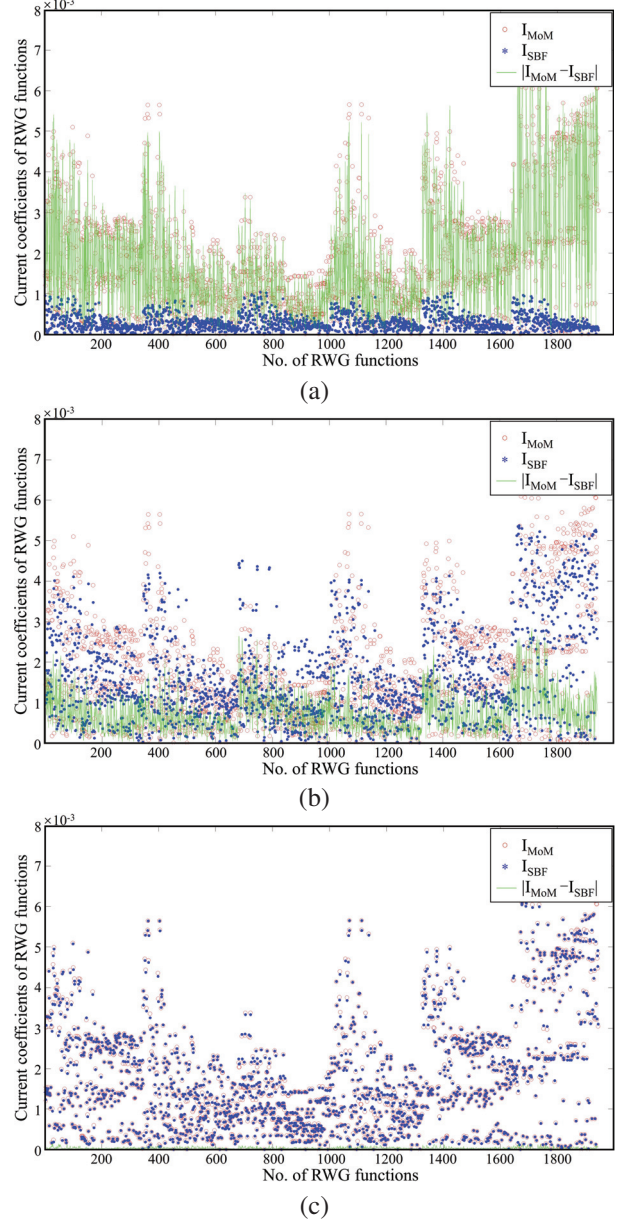 ×10⁻³
8
7
6
5
4
3
2
1
0
Current coefficients of RWG functions
I_MoM
I_SBF
|I_MoM −I_SBF|
200 400 600 800 1000 1200 1400 1600 1800
No. of RWG functions
(a)
×10⁻³
8
7
6
5
4
3
2
1
0
Current coefficients of RWG functions
I_MoM
I_SBF
|I_MoM −I_SBF|
200 400 600 800 1000 1200 1400 1600 1800
No. of RWG functions
(b)
×10⁻³
8
7
6
5
4
3
2
1
0
Current coefficients of RWG functions
I_MoM
I_SBF
|I_MoM −I_SBF|
200 400 600 800 1000 1200 1400 1600 1800
No. of RWG functions
(c)